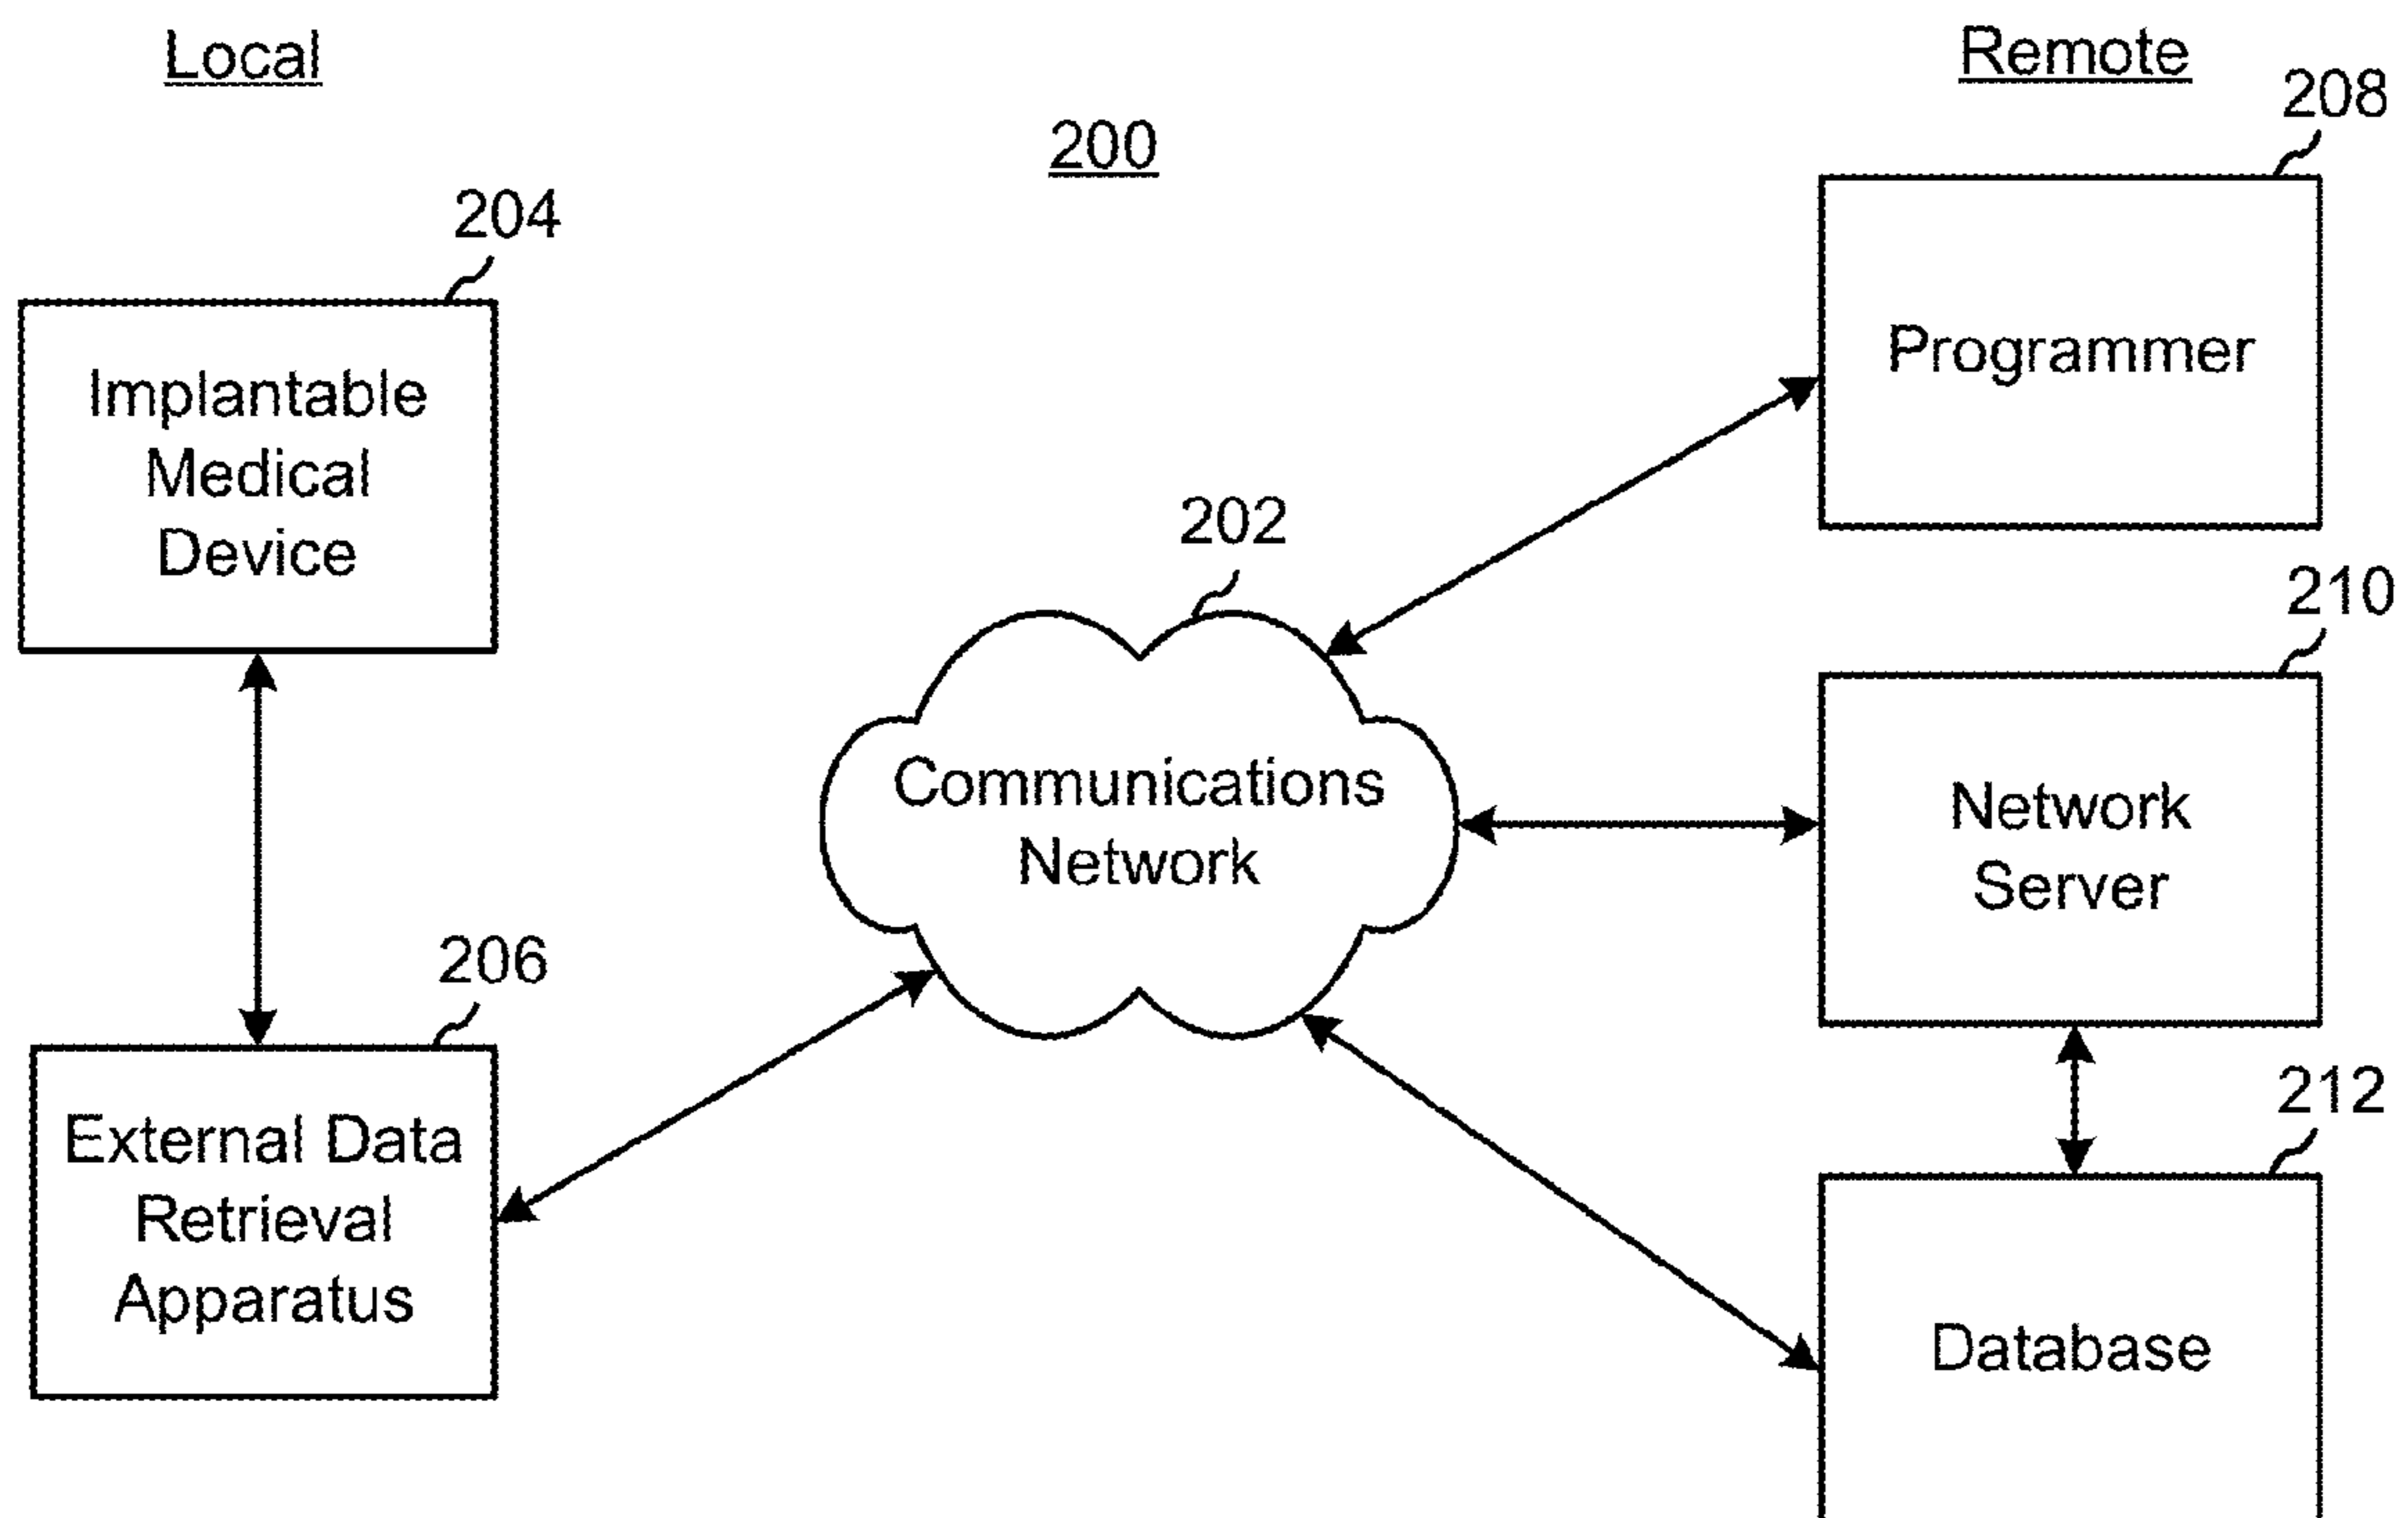 Local
Remote
200
204
Implantable
Medical
Device
206
External Data
Retrieval
Apparatus
202
Communications
Network
208
Programmer
210
Network
Server
212
Database